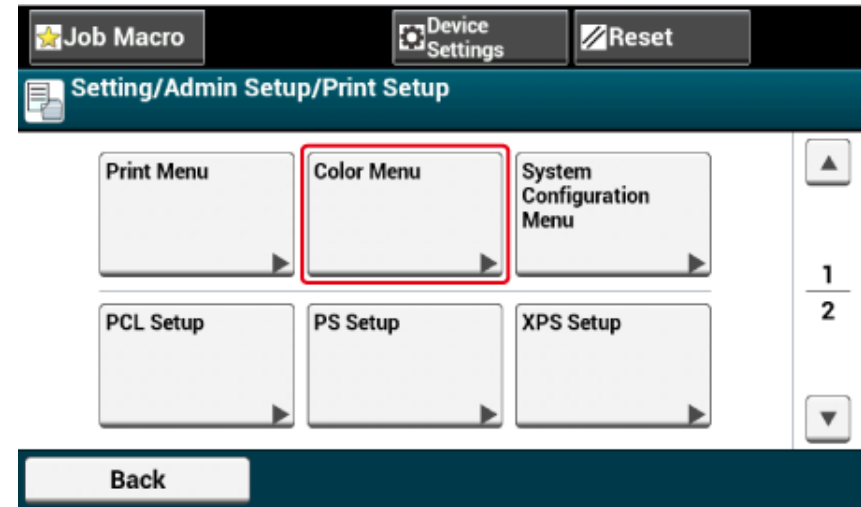 Job Macro
Device
Settings
Reset
Setting/Admin Setup/Print Setup
Print Menu
Color Menu
System
Configuration
Menu
1
2
PCL Setup
PS Setup
XPS Setup
Back